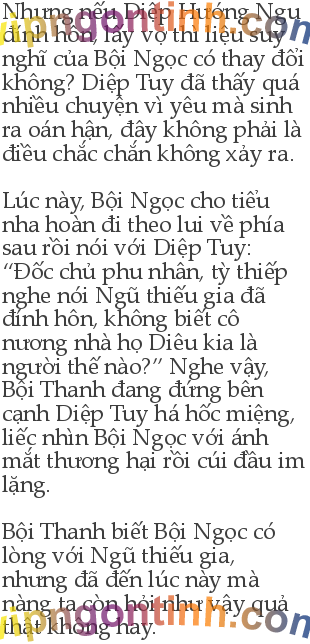 Nhưng nếu Diệp Hướng Ngu
đính hôn, lấy vợ thì liệu suy
nghĩ của Bội Ngọc có thay đổi
không? Diệp Tuy đã thấy quá
nhiều chuyện vì yêu mà sinh
ra oán hận, đây không phải là
điều chắc chắn không xảy ra.

Lúc này, Bội Ngọc cho tiểu
nha hoàn đi theo lui về phía
sau rồi nói với Diệp Tuy:
“Đốc chủ phu nhân, tỳ thiếp
nghe nói Ngũ thiếu gia đã
đính hôn, không biết cô
nương nhà họ Diêu kia là
người thế nào?” Nghe vậy,
Bội Thanh đang đứng bên
cạnh Diệp Tuy há hốc miệng,
liếc nhìn Bội Ngọc với ánh
mắt thương hại rồi cúi đầu im
lặng.

Bội Thanh biết Bội Ngọc có
lòng với Ngũ thiếu gia,
nhưng đã đến lúc này mà
nàng ta còn hỏi như vậy quả
thật không hay.
vipngontinh.com
vipngontinh.com